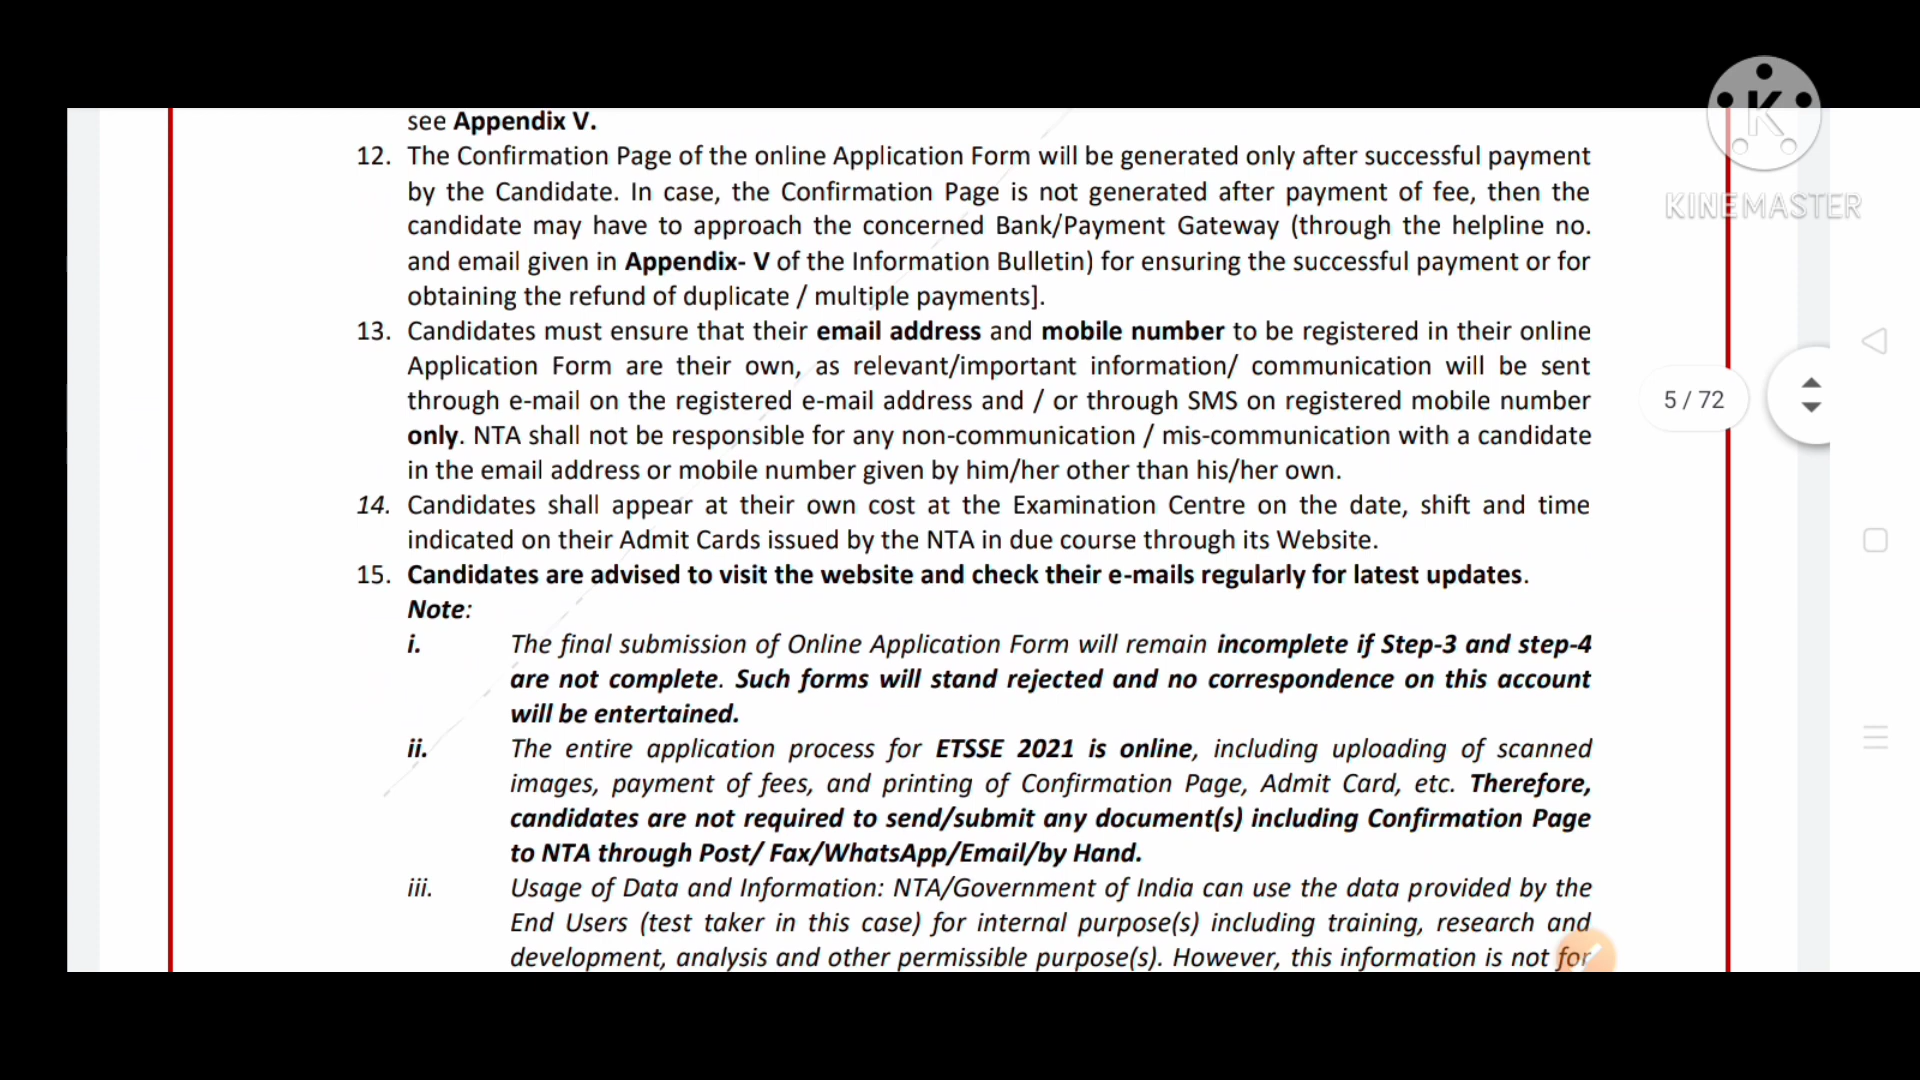 see Appendix V.
12. The Confirmation Page of the online Application Form will be generated only after successful payment
by the Candidate. In case, the Confirmation Page is not generated after payment of fee, then the
candidate may have to approach the concerned Bank/Payment Gateway (through the helpline no.
and email given in Appendix- V of the Information Bulletin) for ensuring the successful payment or for
obtaining the refund of duplicate / multiple payments].
13. Candidates must ensure that their email address and mobile number to be registered in their online
Application Form are their own, as relevant/important information/ communication will be sent
through e-mail on the registered e-mail address and / or through SMS on registered mobile number
only. NTA shall not be responsible for any non-communication / mis-communication with a candidate
in the email address or mobile number given by him/her other than his/her own.
14. Candidates shall appear at their own cost at the Examination Centre on the date, shift and time
indicated on their Admit Cards issued by the NTA in due course through its Website.
15. Candidates are advised to visit the website and check their e-mails regularly for latest updates.
Note:
i. The final submission of Online Application Form will remain incomplete if Step-3 and step-4
are not complete. Such forms will stand rejected and no correspondence on this account
will be entertained.
ii. The entire application process for ETSSE 2021 is online, including uploading of scanned
images, payment of fees, and printing of Confirmation Page, Admit Card, etc. Therefore,
candidates are not required to send/submit any document(s) including Confirmation Page
to NTA through Post/ Fax/WhatsApp/Email/by Hand.
iii. Usage of Data and Information: NTA/Government of India can use the data provided by the
End Users (test taker in this case) for internal purpose(s) including training, research and
development, analysis and other permissible purpose(s). However, this information is not for
K
KINEMASTER
5 / 72